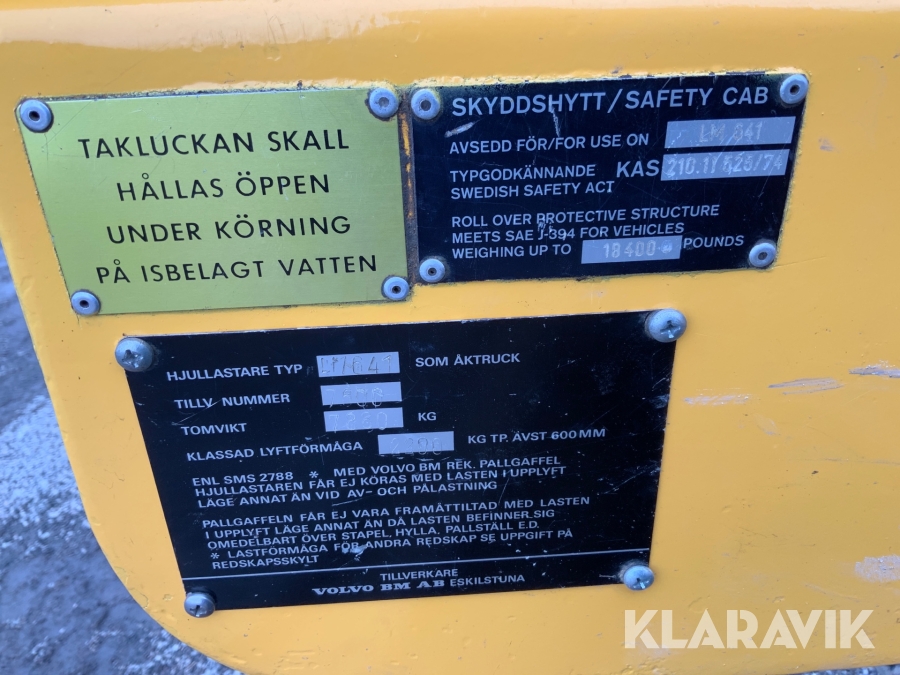 TAKLUCKAN SKALL
HÅLLAS ÖPPEN
UNDER KÖRNING
PÅ ISBELAGT VATTEN
SKYDDSHYTT/SAFETY CAB
AVSEDD FÖR/FOR USE ON LM 641
TYPGODKÄNNANDE KAS
SWEDISH SAFETY ACT
ROLL OVER PROTECTIVE STRUCTURE
MEETS SAE J-394 FOR VEHICLES
WEIGHING UP TO 18400 POUNDS
HJULLASTARE TYP SOM ÅKTRUCK
TILLV NUMMER
TOMVIKT KG
KLASSAD LYFTFÖRMÅGA KG TP. AVST 600 MM
ENL SMS 2788 * MED VOLVO BM REK. PALLGAFFEL
HJULLASTAREN FÅR EJ KÖRAS MED LASTEN I UPPLYFT
LÄGE ANNAT ÄN VID AV- OCH PÅLASTNING
PALLGAFFELN FÅR EJ VARA FRAMÅTTILTAD MED LASTEN
I UPPLYFT LÄGE ANNAT ÄN DÅ LASTEN BEFINNER SIG
OMEDELBART ÖVER STAPEL, HYLLA, PALLSTÄLL E.D.
* LASTFÖRMÅGA FÖR ANDRA REDSKAP SE UPPGIFT PÅ
REDSKAPSSKYLT
TILLVERKARE
VOLVO BM AB ESKILSTUNA
KLARAVIK